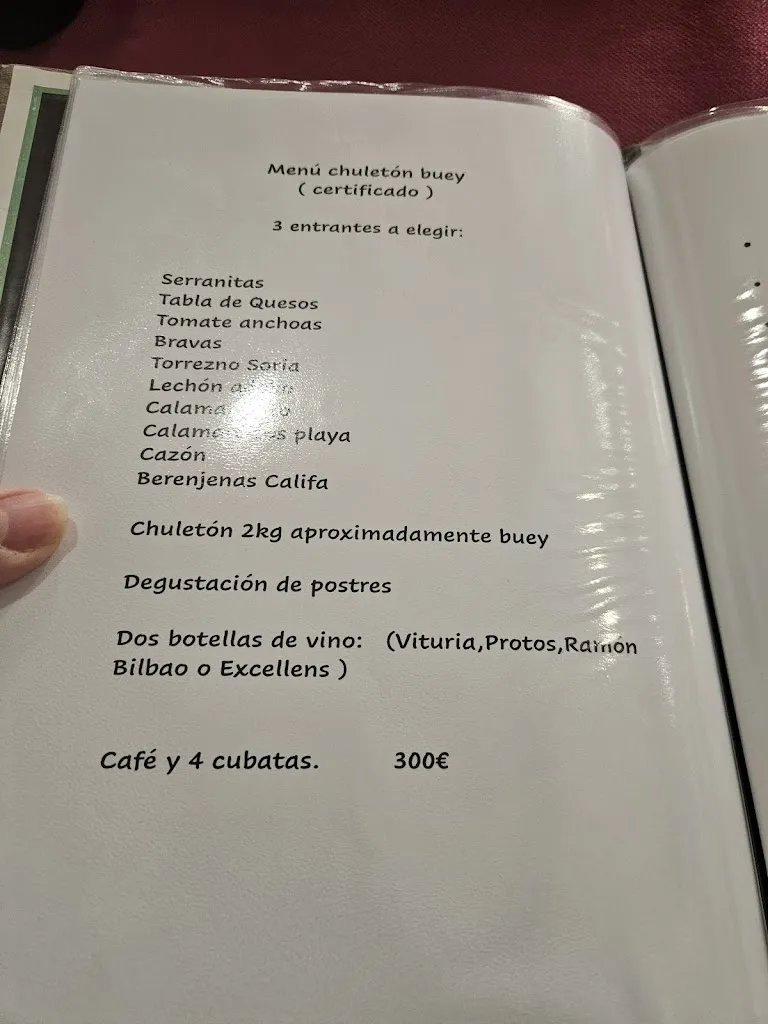 Menú chuletón buey
( certificado )
3 entrantes a elegir:
Serranitas
Tabla de Quesos
Tomate anchoas
Bravas
Torrezno Soria
Lechón
playa
Cazón
Berenjenas Califa
Chuletón 2kg aproximadamente buey
Degustación de postres
Dos botellas de vino: (Vituria,Protos,Ramón
Bilbao o Excellens )
Café y 4 cubatas. 300€